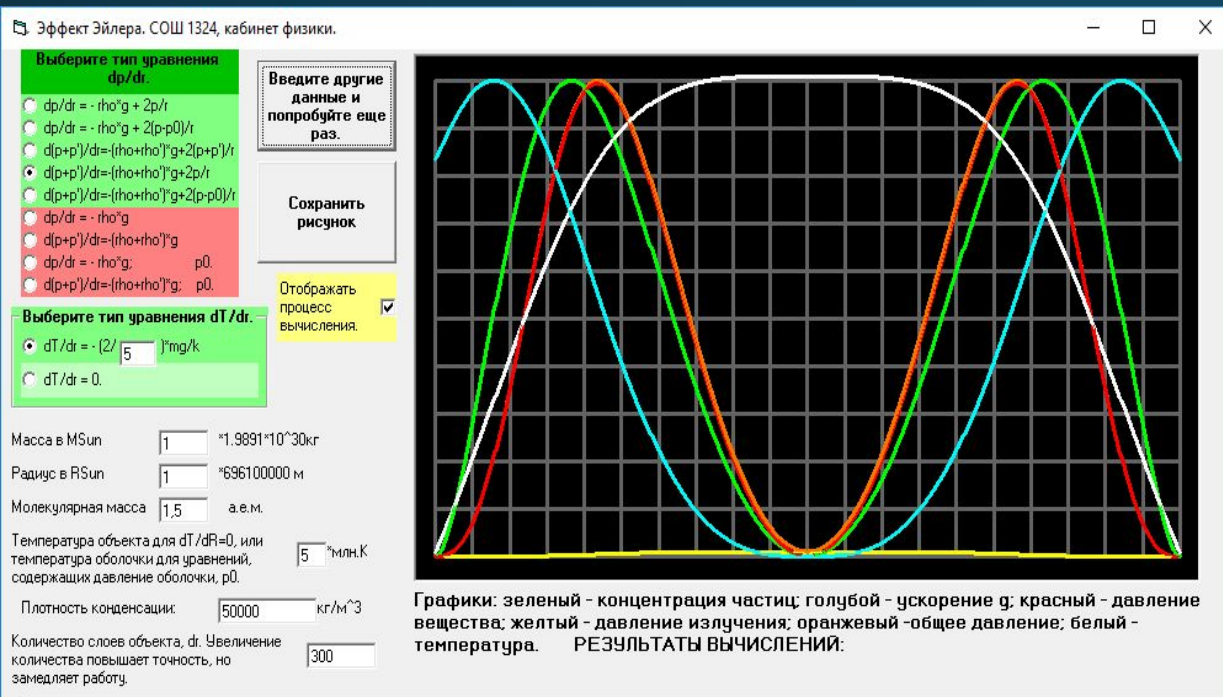 Эффект Эйлера. СОШ 1324, кабинет физики.
Выберите тип уравнения
dp/dr.
dp/dr = - rho*g + 2p/r
dp/dr = - rho*g + 2(p-p0)/r
d(p+p')/dr=-(rho+rho')*g+2(p+p')/r
d(p+p')/dr=-(rho+rho')*g+2p/r
d(p+p')/dr=-(rho+rho')*g+2(p-p0)/r
dp/dr = - rho*g
d(p+p')/dr=-(rho+rho')*g
dp/dr = - rho*g; p0.
d(p+p')/dr=-(rho+rho')*g; p0.
Введите другие
данные и
попробуйте еще
раз.
Сохранить
рисунок
Отображать
процесс
вычисления.
Выберите тип уравнения dT/dr.
dT/dr = - (2/ 5 )*mg/k
dT/dr = 0.
Масса в MSun 1 *1.9891*10^30кг
Радиус в RSun 1 *696100000 м
Молекулярная масса 1,5 а.е.м.
Температура объекта для dT/dR=0, или
температура оболочки для уравнений,
содержащих давление оболочки, p0.
5 *млн.К
Плотность конденсации: 50000 кг/м^3
Количество слоев объекта, dr. Увеличение
количества повышает точность, но
замедляет работу.
300
Графики: зеленый - концентрация частиц; голубой - ускорение g; красный - давление
вещества; желтый - давление излучения; оранжевый -общее давление; белый -
температура. РЕЗУЛЬТАТЫ ВЫЧИСЛЕНИЙ: